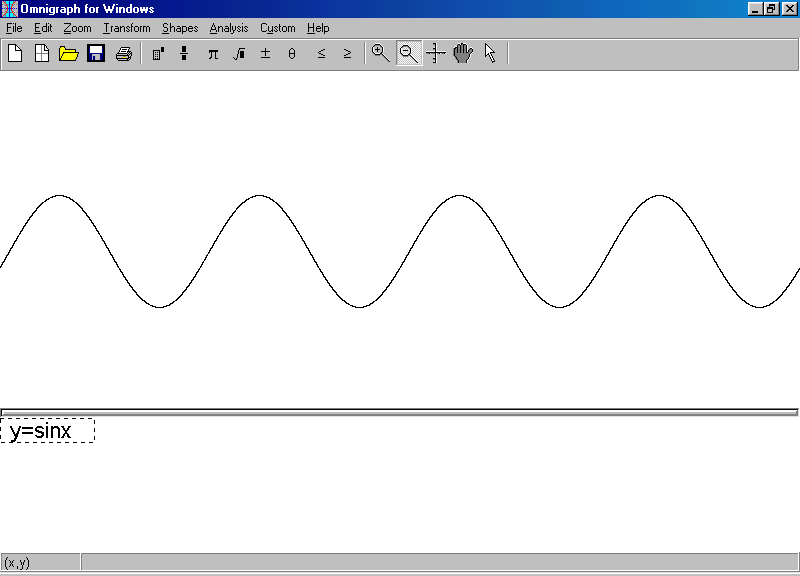 Omnigraph for Windows
File Edit Zoom Transform Shapes Analysis Custom Help
π √ ± θ ≤ ≥
y=sinx
(x,y)